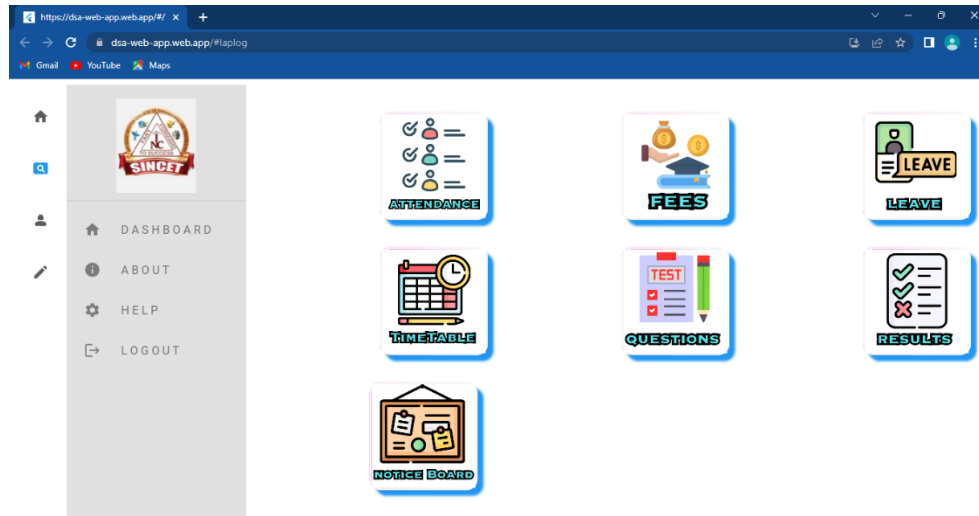 https://dsa-web-app.web.app/#/
dsa-web-app.web.app/#laplog
Gmail YouTube Maps
NC
SINCET
DASHBOARD
ABOUT
HELP
LOGOUT
ATTENDANCE
FEES
LEAVE
LEAVE
TIMETABLE
TEST
QUESTIONS
RESULTS
NOTICE BOARD